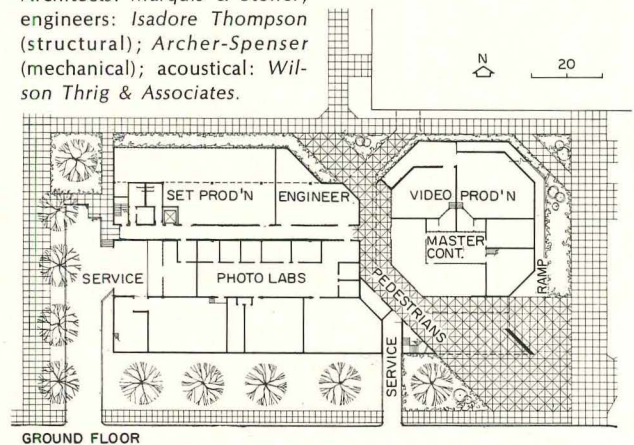 engineers: Isadore Thompson
(structural); Archer-Spenser
(mechanical); acoustical: Wil-
son Thrig & Associates.
N
20
SET PROD'N
ENGINEER
VIDEO PROD'N
MASTER
CONT.
SERVICE
PHOTO LABS
PEDESTRIANS
RAMP
SERVICE
GROUND FLOOR